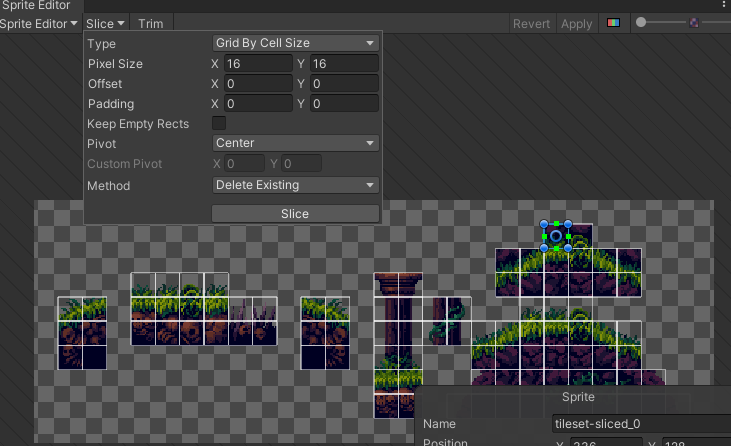 Sprite Editor
Sprite Editor Slice Trim Revert Apply
Type Grid By Cell Size
Pixel Size X 16 Y 16
Offset X 0 Y 0
Padding X 0 Y 0
Keep Empty Rects
Pivot Center
Custom Pivot X 0 Y 0
Method Delete Existing
Slice
Sprite
Name tileset-sliced_0
Position X 336 Y 128